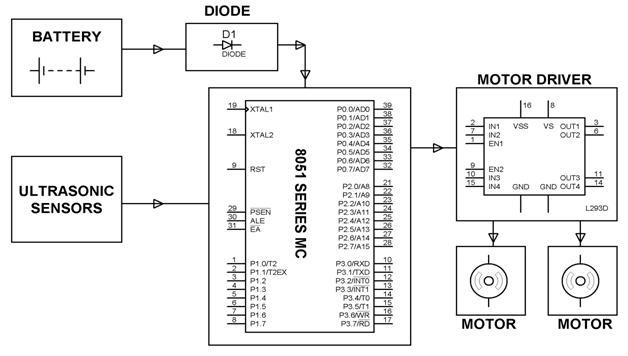 DIODE
BATTERY
D1
DIODE
ULTRASONIC
SENSORS
8051 SERIES MC
19 XTAL1
18 XTAL2
9 RST
29 PSEN
30 ALE
31 EA
1 P1.0/T2
2 P1.1/T2EX
3 P1.2
4 P1.3
5 P1.4
6 P1.5
7 P1.6
8 P1.7
P0.0/AD0 39
P0.1/AD1 38
P0.2/AD2 37
P0.3/AD3 36
P0.4/AD4 35
P0.5/AD5 34
P0.6/AD6 33
P0.7/AD7 32
P2.0/A8 21
P2.1/A9 22
P2.2/A10 23
P2.3/A11 24
P2.4/A12 25
P2.5/A13 26
P2.6/A14 27
P2.7/A15 28
P3.0/RXD 10
P3.1/TXD 11
P3.2/INT0 12
P3.3/INT1 13
P3.4/T0 14
P3.5/T1 15
P3.6/WR 16
P3.7/RD 17
MOTOR DRIVER
16 8
VSS VS
2 IN1
7 IN2
1 EN1
9 EN2
10 IN3
15 IN4
OUT1 3
OUT2 6
OUT3 11
OUT4 14
GND GND
L293D
MOTOR
MOTOR